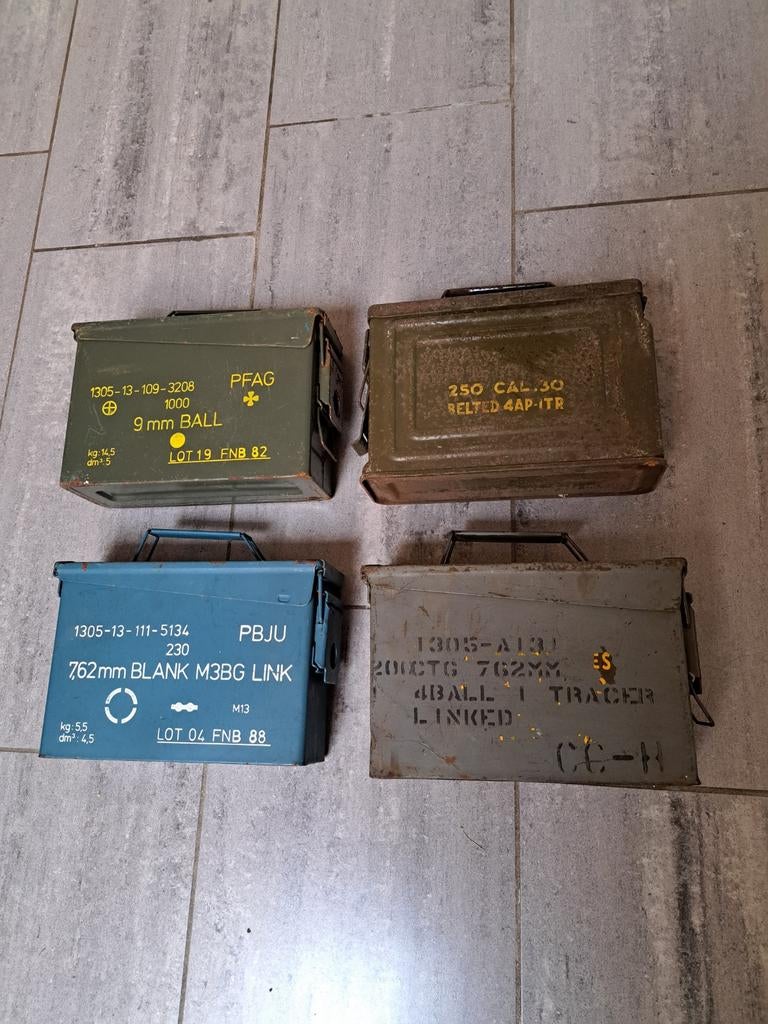 1305-13-109-3208 PFAG
1000
9 mm BALL
kg: 14,5
dm³: 5
LOT 19 FNB 82
250 CAL .30
BELTED 4AP-1TR
1305-13-111-5134 PBJU
230
7,62mm BLANK M3BG LINK
M13
kg: 5,5
dm³: 4,5
LOT 04 FNB 88
ES
7.62MM
4BALL 1 TRACER
LINKED
CC-H